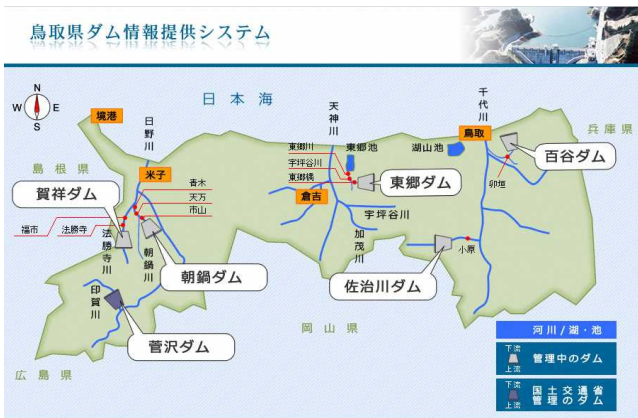 鳥取県ダム情報提供システム
N
W
E
S
日本海
境港
日野川
天神川
千代川
兵庫県
鳥取
東郷川
東郷池
湖山池
宇坪谷川
東郷橋
百谷ダム
島根県
米子
青木
天万
市山
賀祥ダム
東郷ダム
卯垣
倉吉
宇坪谷川
福市
法勝寺
法勝寺川
朝鍋川
加茂川
小原
朝鍋ダム
佐治川ダム
印賀川
菅沢ダム
岡山県
広島県
河川/湖・池
下流
上流
管理中のダム
下流
上流
国土交通省
管理のダム